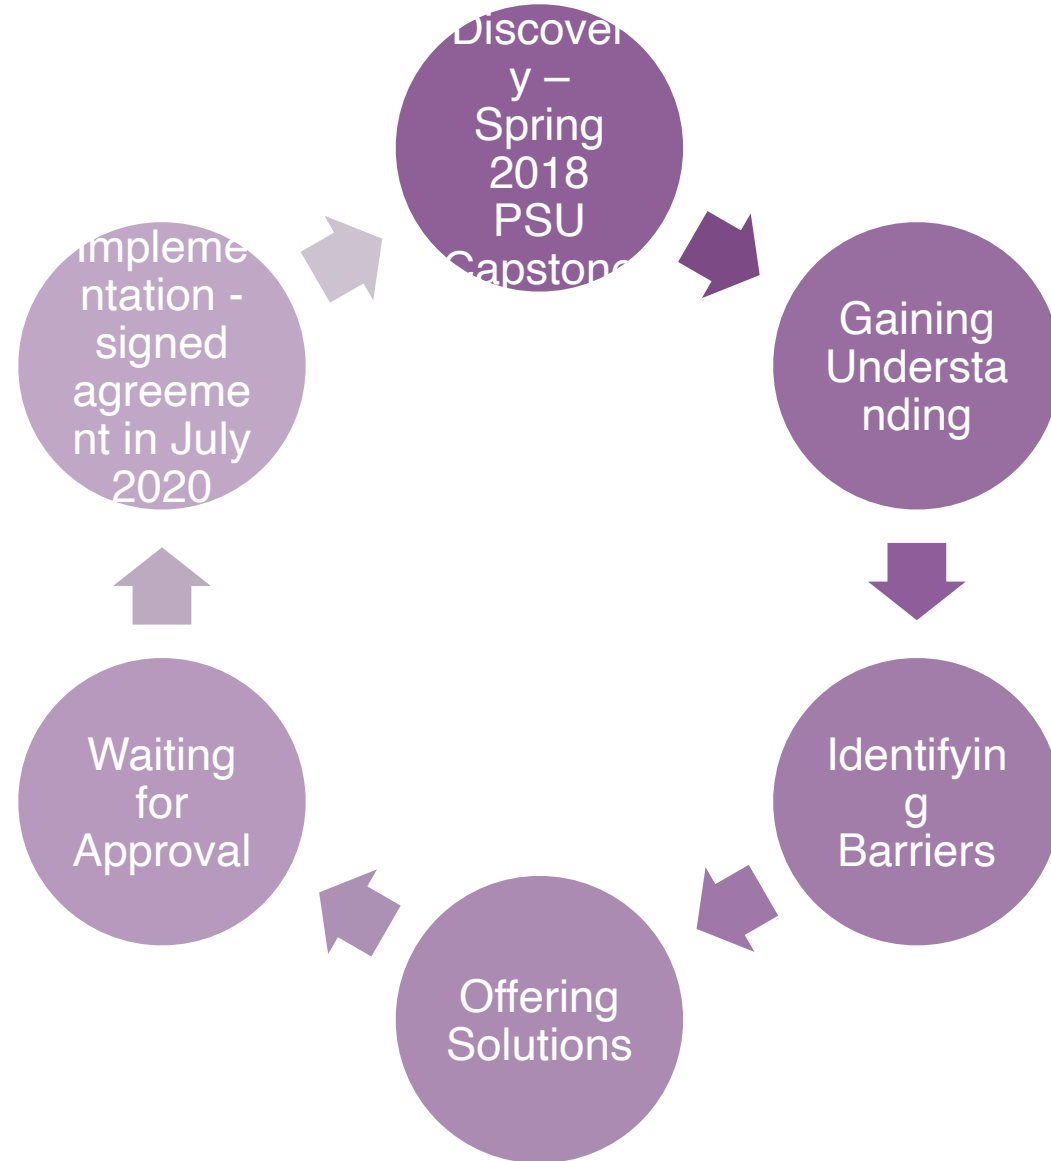 Discover
y –
Spring
2018
PSU
Capstone
Gaining
Understa
nding
Identifyin
g
Barriers
Offering
Solutions
Waiting
for
Approval
Impleme
ntation -
signed
agreeme
nt in July
2020